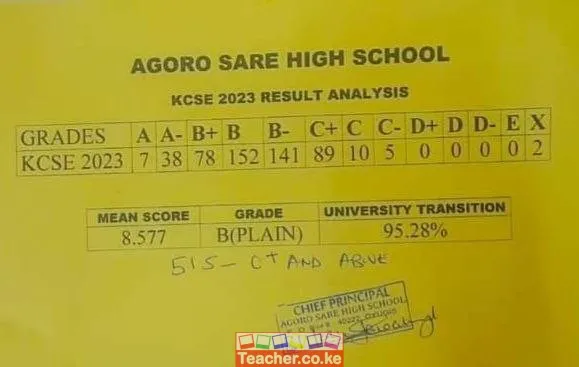 AGORO SARE HIGH SCHOOL
KCSE 2023 RESULT ANALYSIS
GRADES A A- B+ B B- C+ C C- D+ D D- E X
KCSE 2023 7 38 78 152 141 89 10 5 0 0 0 0 2
MEAN SCORE GRADE UNIVERSITY TRANSITION
8.577 B(PLAIN) 95.28%
515 - C+ AND ABOVE
CHIEF PRINCIPAL
AGORO SARE HIGH SCHOOL
40222
Teacher.co.ke